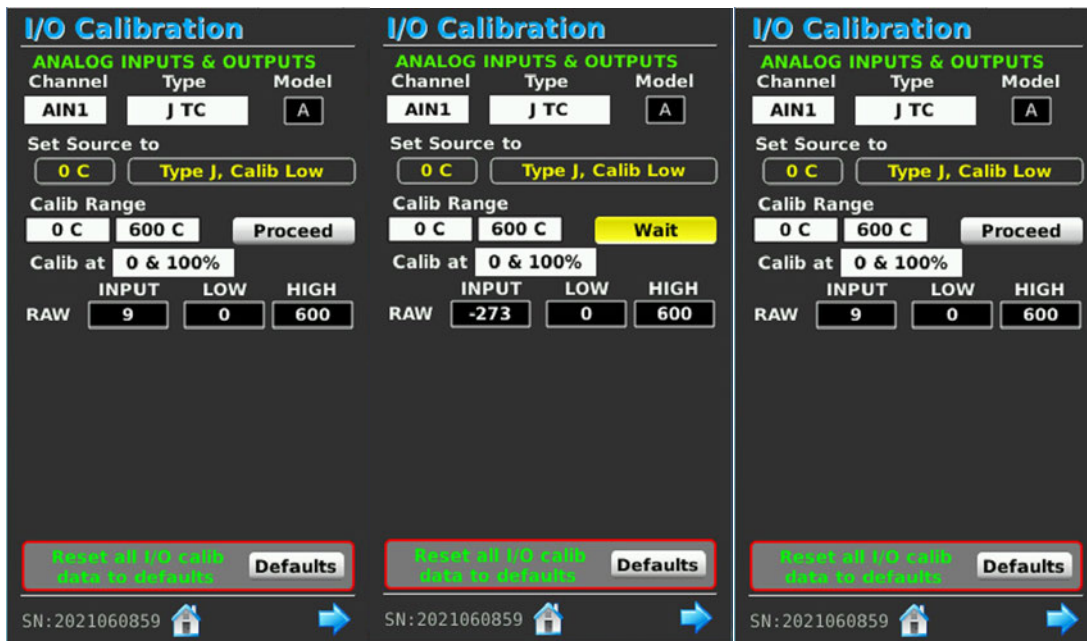 I/O Calibration
ANALOG INPUTS & OUTPUTS
Channel Type Model
AIN1 J TC A
Set Source to
0 C Type J, Calib Low
Calib Range
0 C 600 C Proceed
Calib at 0 & 100%
INPUT LOW HIGH
RAW 9 0 600
Reset all I/O calib
data to defaults
Defaults
SN:2021060859
I/O Calibration
ANALOG INPUTS & OUTPUTS
Channel Type Model
AIN1 J TC A
Set Source to
0 C Type J, Calib Low
Calib Range
0 C 600 C Wait
Calib at 0 & 100%
INPUT LOW HIGH
RAW -273 0 600
Reset all I/O calib
data to defaults
Defaults
SN:2021060859
I/O Calibration
ANALOG INPUTS & OUTPUTS
Channel Type Model
AIN1 J TC A
Set Source to
0 C Type J, Calib Low
Calib Range
0 C 600 C Proceed
Calib at 0 & 100%
INPUT LOW HIGH
RAW 9 0 600
Reset all I/O calib
data to defaults
Defaults
SN:2021060859